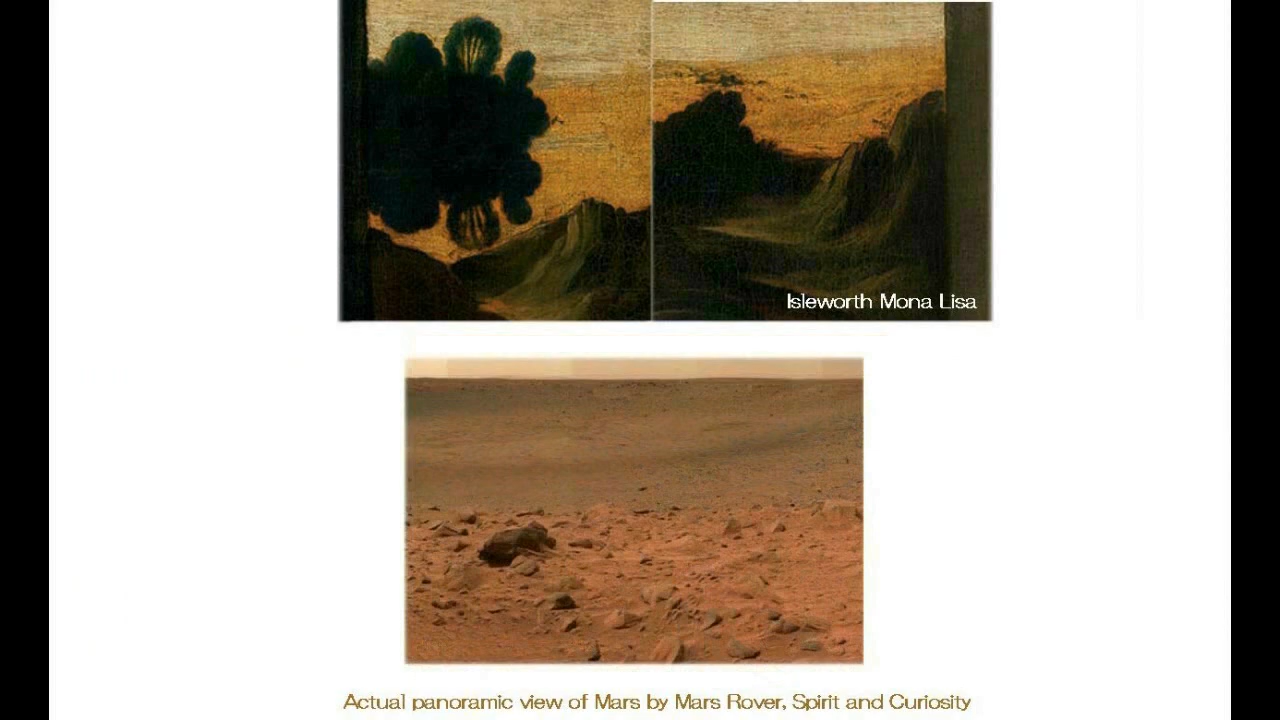 Isleworth Mona Lisa
Actual panoramic view of Mars by Mars Rover, Spirit and Curiosity